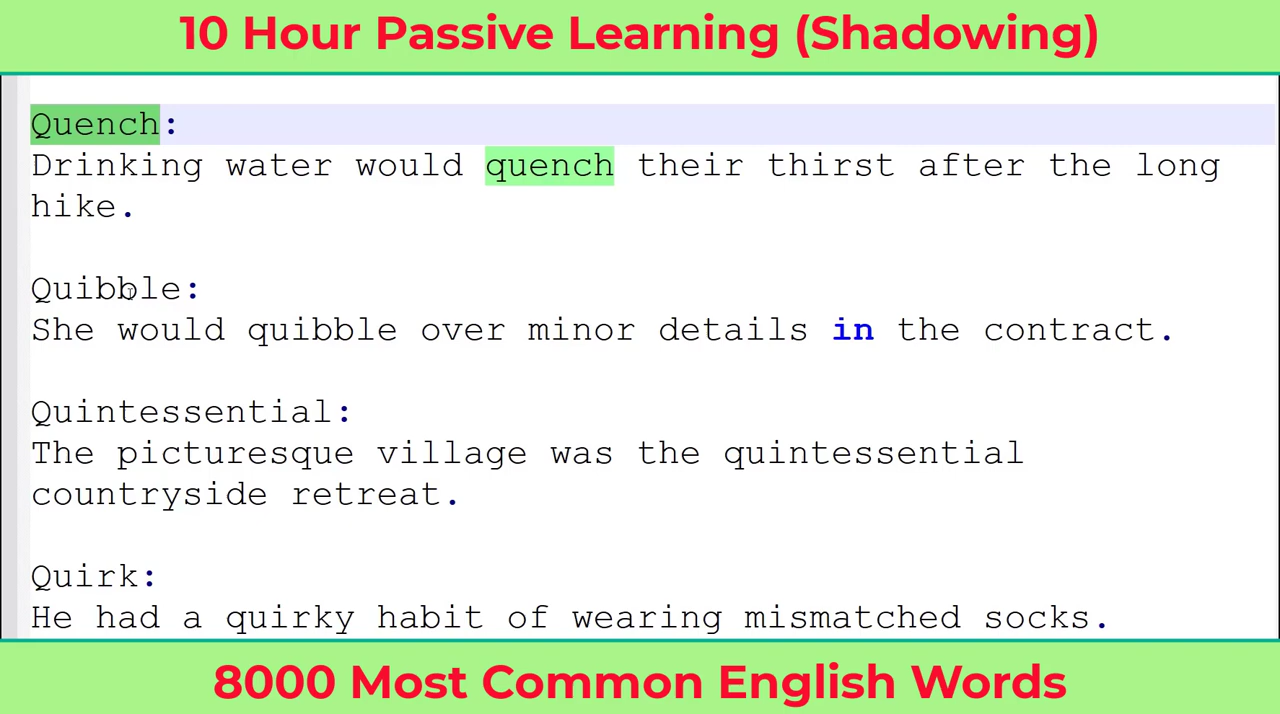 10 Hour Passive Learning (Shadowing)
Quench:
Drinking water would quench their thirst after the long
hike.
Quibble:
She would quibble over minor details in the contract.
Quintessential:
The picturesque village was the quintessential
countryside retreat.
Quirk:
He had a quirky habit of wearing mismatched socks.
8000 Most Common English Words